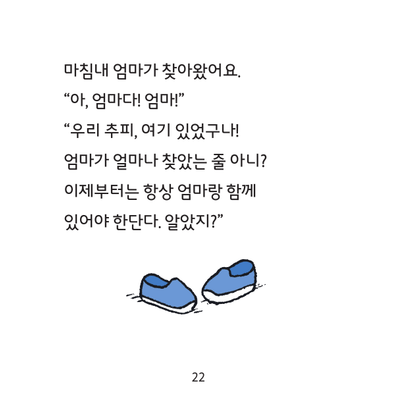 마침내 엄마가 찾아왔어요.
“아, 엄마다! 엄마!”
“우리 추피, 여기 있었구나!
엄마가 얼마나 찾았는 줄 아니?
이제부터는 항상 엄마랑 함께
있어야 한단다. 알았지?”
22